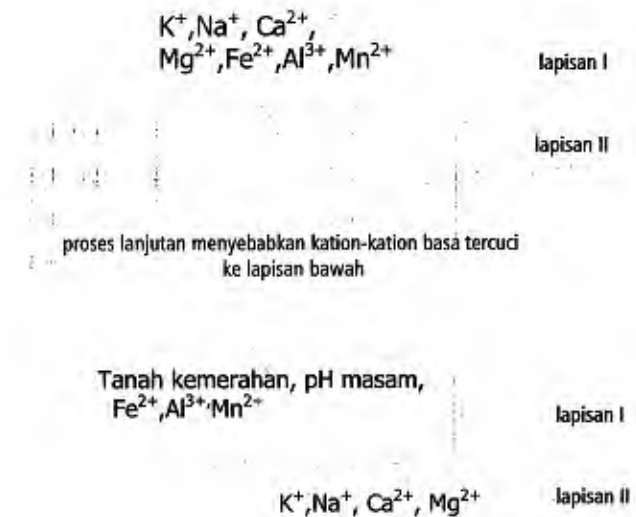 K⁺,Na⁺, Ca²⁺,
Mg²⁺,Fe²⁺,Al³⁺,Mn²⁺
lapisan I
lapisan II
proses lanjutan menyebabkan kation-kation basa tercuci
ke lapisan bawah
Tanah kemerahan, pH masam,
Fe²⁺,Al³⁺,Mn²⁺
lapisan I
K⁺,Na⁺, Ca²⁺, Mg²⁺
lapisan II